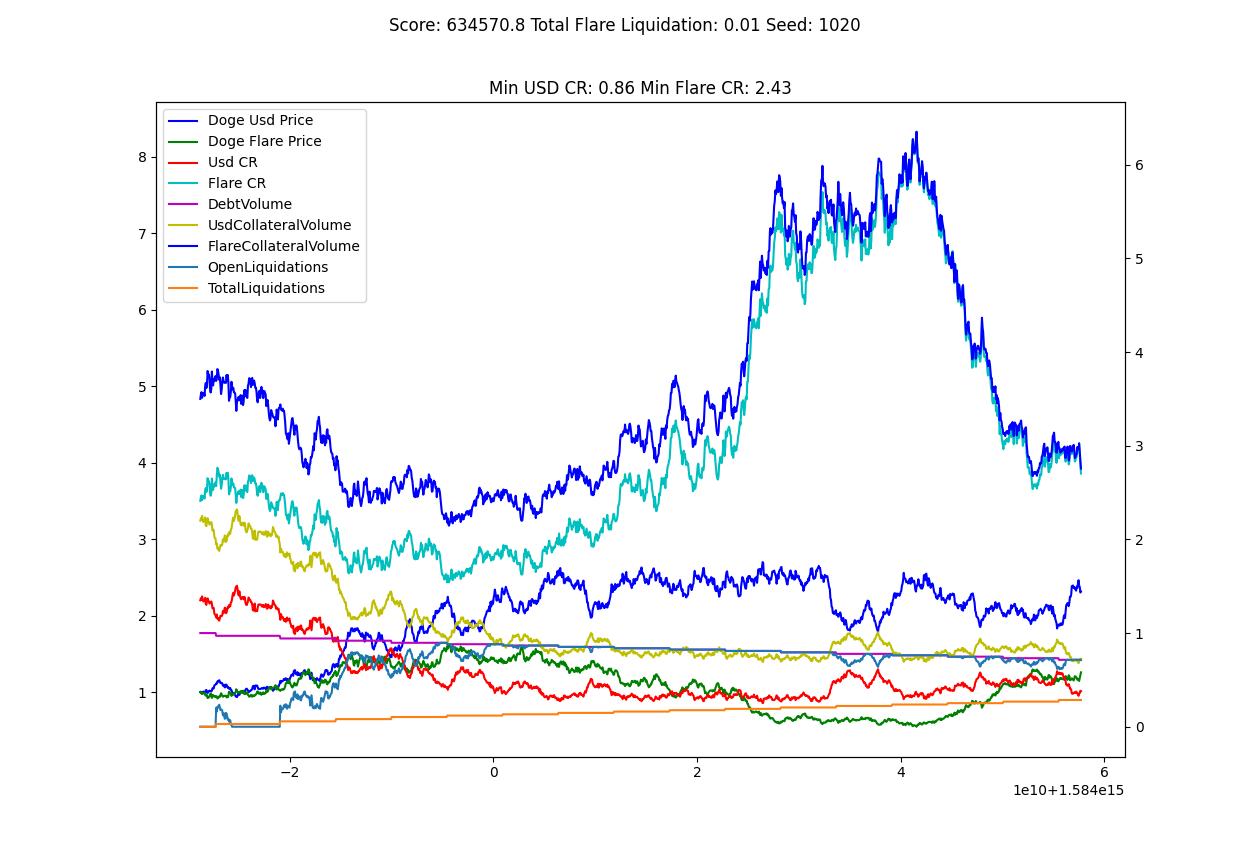 Score: 634570.8 Total Flare Liquidation: 0.01 Seed: 1020
Min USD CR: 0.86 Min Flare CR: 2.43
Doge Usd Price
Doge Flare Price
Usd CR
Flare CR
DebtVolume
UsdCollateralVolume
FlareCollateralVolume
OpenLiquidations
TotalLiquidations
8
7
6
5
4
3
2
1
6
5
4
3
2
1
0
−2
0
2
4
6
1e10+1.584e15